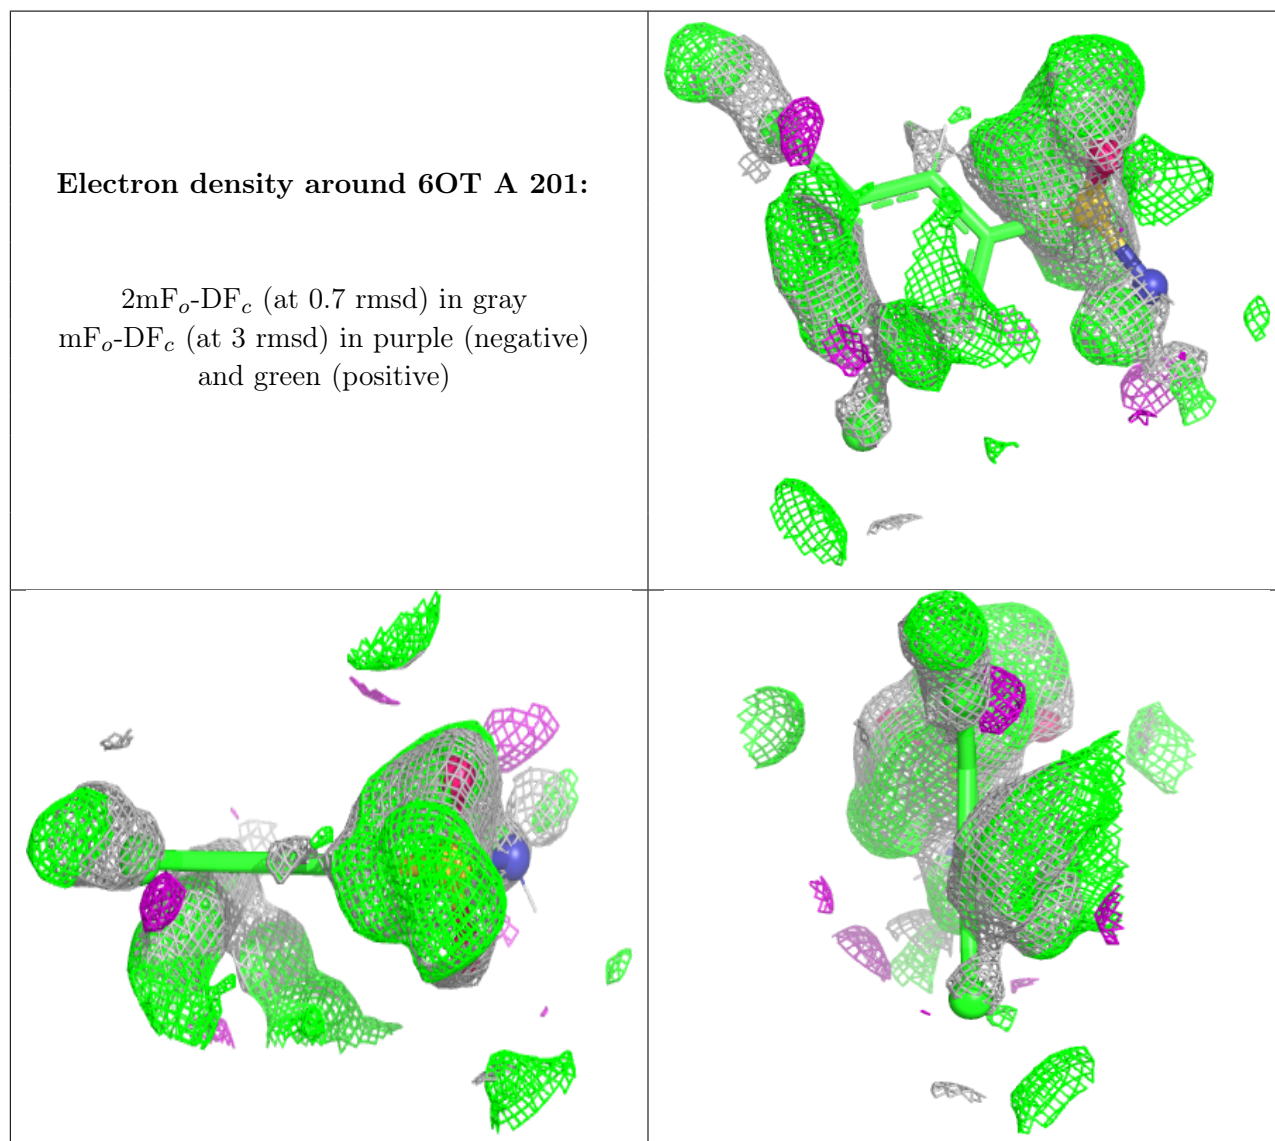 Electron density around 6OT A 201:
2mFo-DFc (at 0.7 rmsd) in gray
mFo-DFc (at 3 rmsd) in purple (negative)
and green (positive)